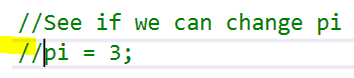 //See if we can change pi
//pi = 3;